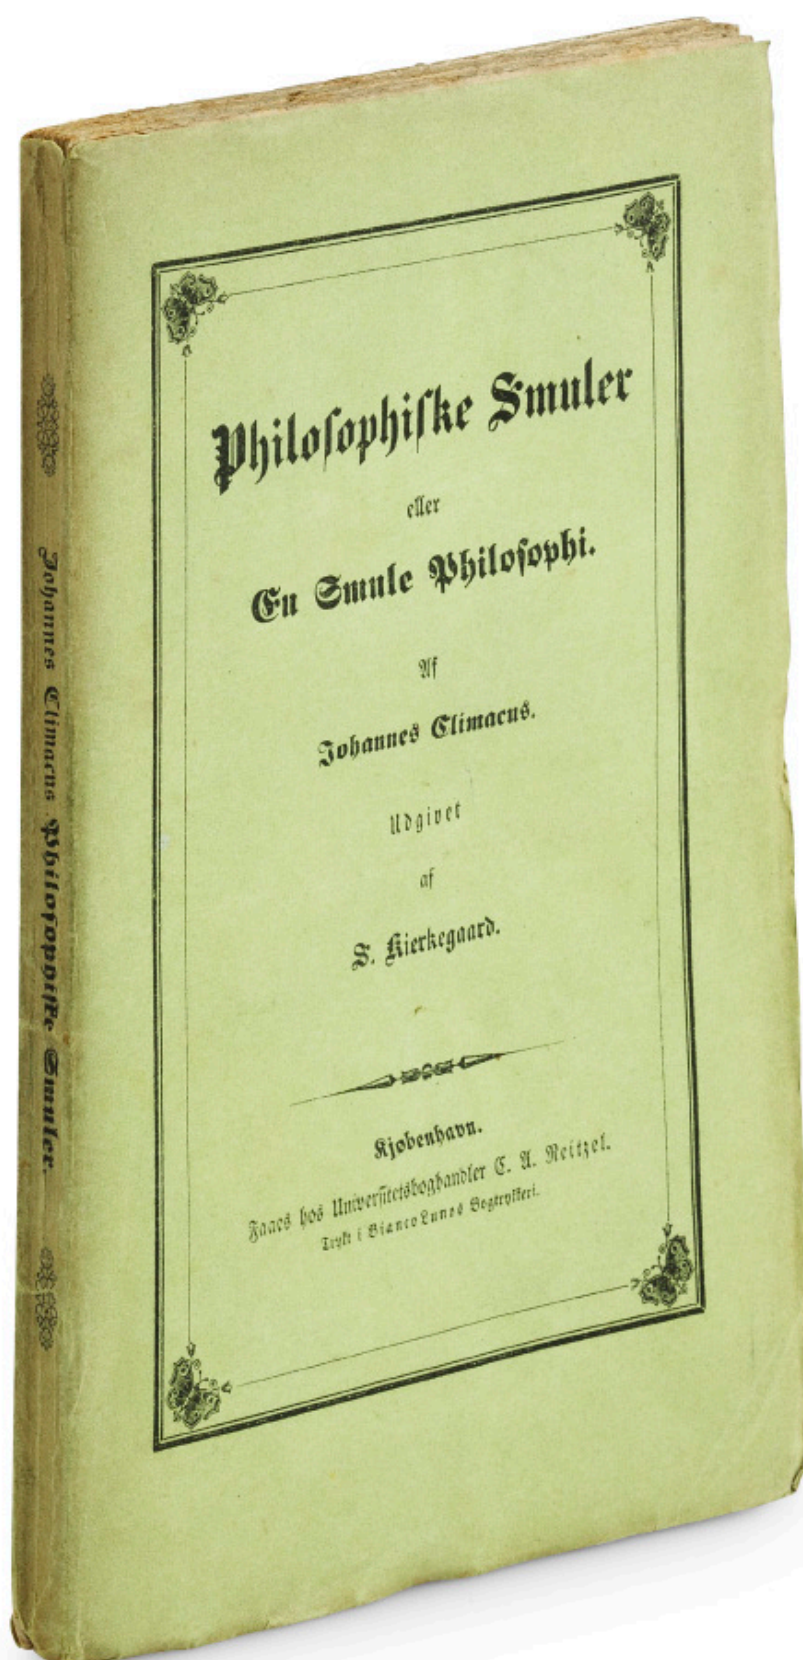 Philosophiske Smuler
eller
En Smule Philosophi.
Af
Johannes Climacus.
Udgivet
af
S. Kierkegaard.
Kjøbenhavn.
Faaes hos Universitetsboghandler C. A. Reitzel.
Trykt i Bianco Lunos Bogtrykkeri.
Johannes Climacus. Philosophiske Smuler.